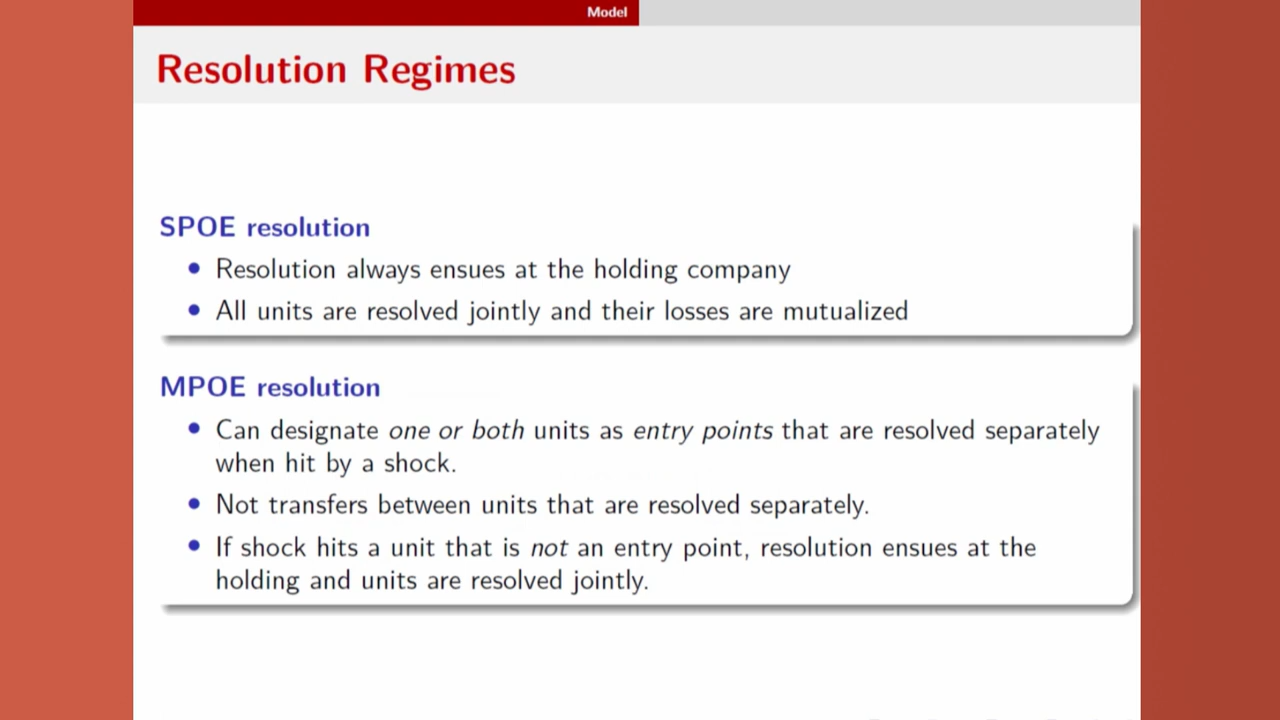 Model
Resolution Regimes
SPOE resolution
• Resolution always ensues at the holding company
• All units are resolved jointly and their losses are mutualized
MPOE resolution
• Can designate one or both units as entry points that are resolved separately
when hit by a shock.
• Not transfers between units that are resolved separately.
• If shock hits a unit that is not an entry point, resolution ensues at the
holding and units are resolved jointly.